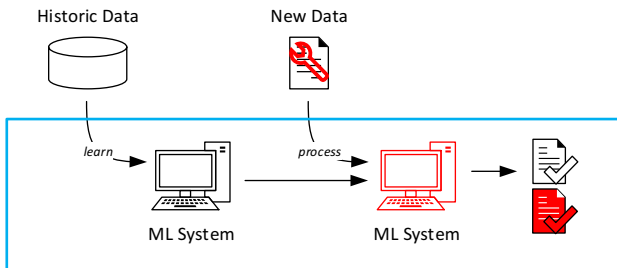 Historic Data
New Data
learn
process
ML System
ML System